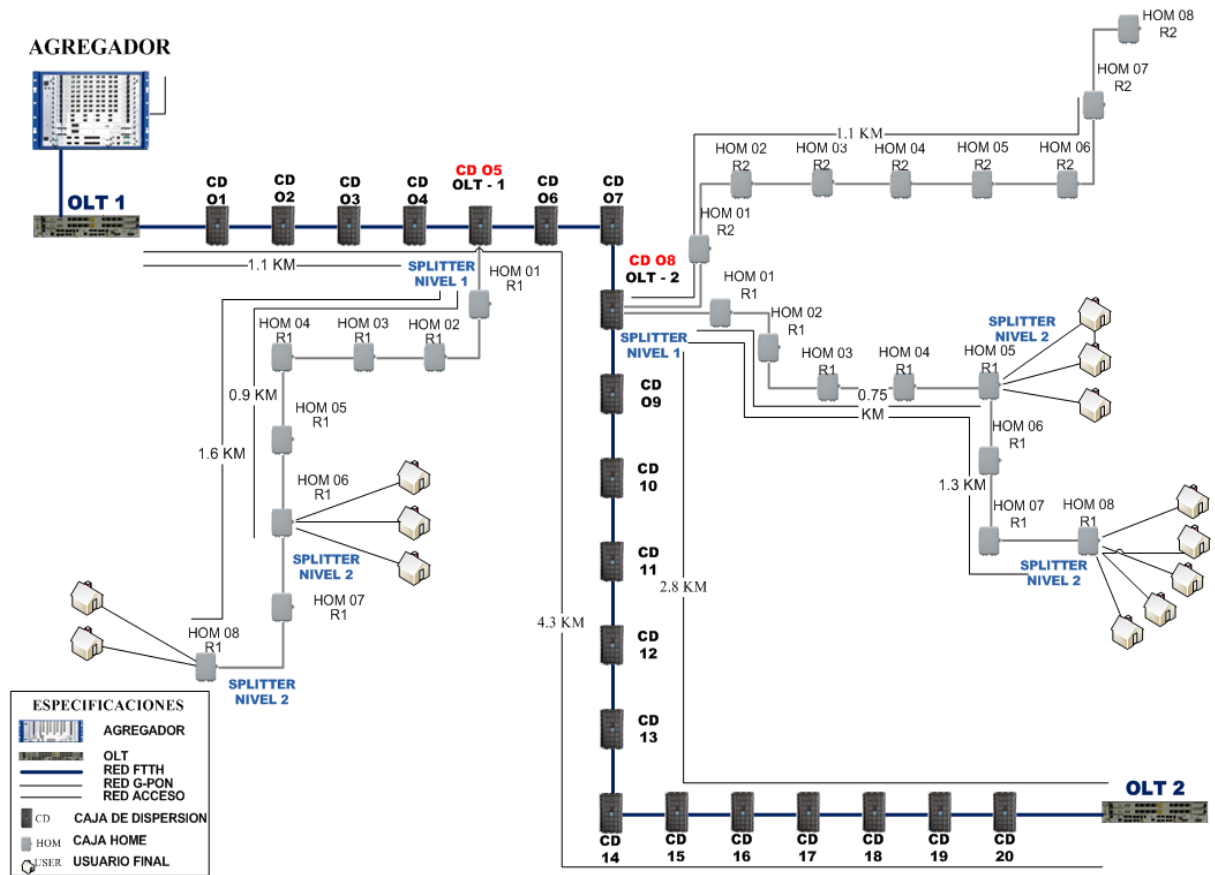 AGREGADOR
OLT 1
CD
O1
CD
O2
CD
O3
CD
O4
CD O5
OLT - 1
CD
O6
CD
O7
CD O8
OLT - 2
1.1 KM
SPLITTER
NIVEL 1
HOM 01
R1
HOM 02
R1
HOM 03
R1
HOM 04
R1
0.9 KM
HOM 05
R1
1.6 KM
HOM 06
R1
SPLITTER
NIVEL 2
HOM 07
R1
HOM 08
R1
SPLITTER
NIVEL 2
HOM 08
R2
HOM 07
R2
1.1 KM
HOM 02
R2
HOM 03
R2
HOM 04
R2
HOM 05
R2
HOM 06
R2
HOM 01
R2
HOM 01
R1
SPLITTER
NIVEL 1
HOM 02
R1
HOM 03
R1
HOM 04
R1
HOM 05
R1
SPLITTER
NIVEL 2
0.75
KM
HOM 06
R1
1.3 KM
HOM 07
R1
HOM 08
R1
SPLITTER
NIVEL 2
CD
O9
CD
10
CD
11
2.8 KM
4.3 KM
CD
12
CD
13
OLT 2
CD
14
CD
15
CD
16
CD
17
CD
18
CD
19
CD
20
ESPECIFICACIONES
AGREGADOR
OLT
RED FTTH
RED G-PON
RED ACCESO
CD CAJA DE DISPERSION
HOM CAJA HOME
USER USUARIO FINAL